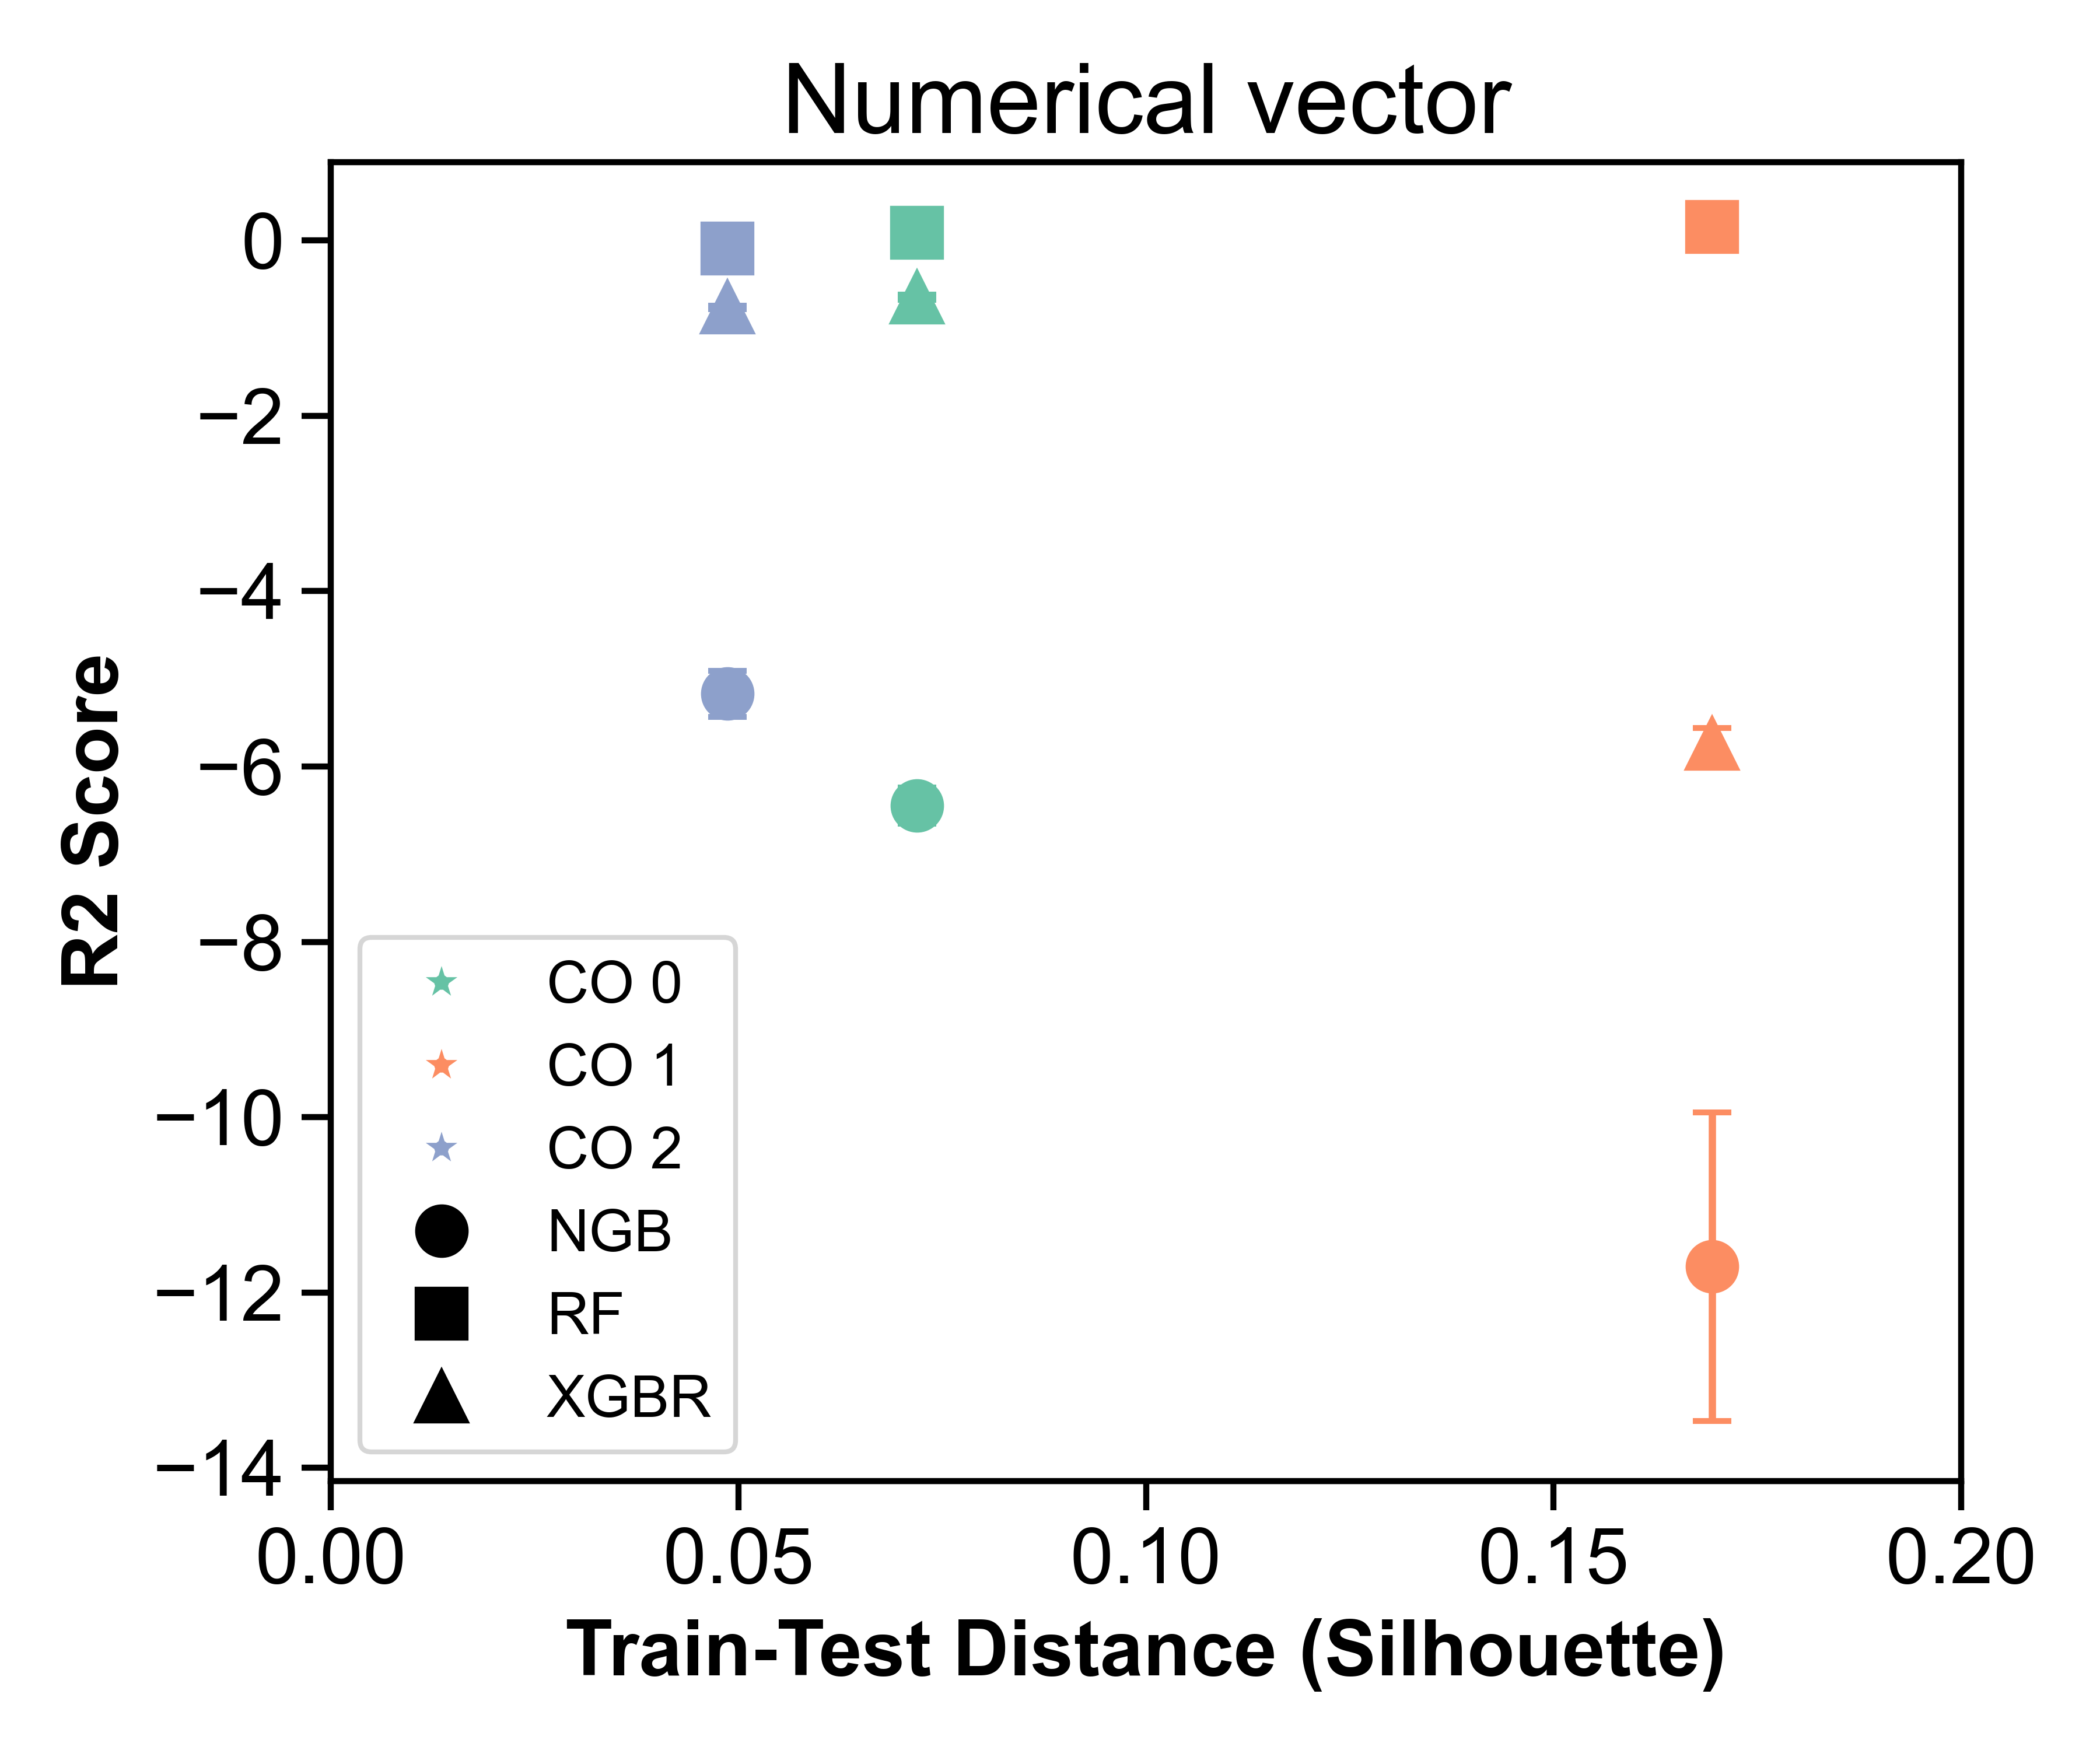 Numerical vector
0
−2
−4
−6
−8
−10
−12
−14
R2 Score
CO 0
CO 1
CO 2
NGB
RF
XGBR
0.00 0.05 0.10 0.15 0.20
Train-Test Distance (Silhouette)